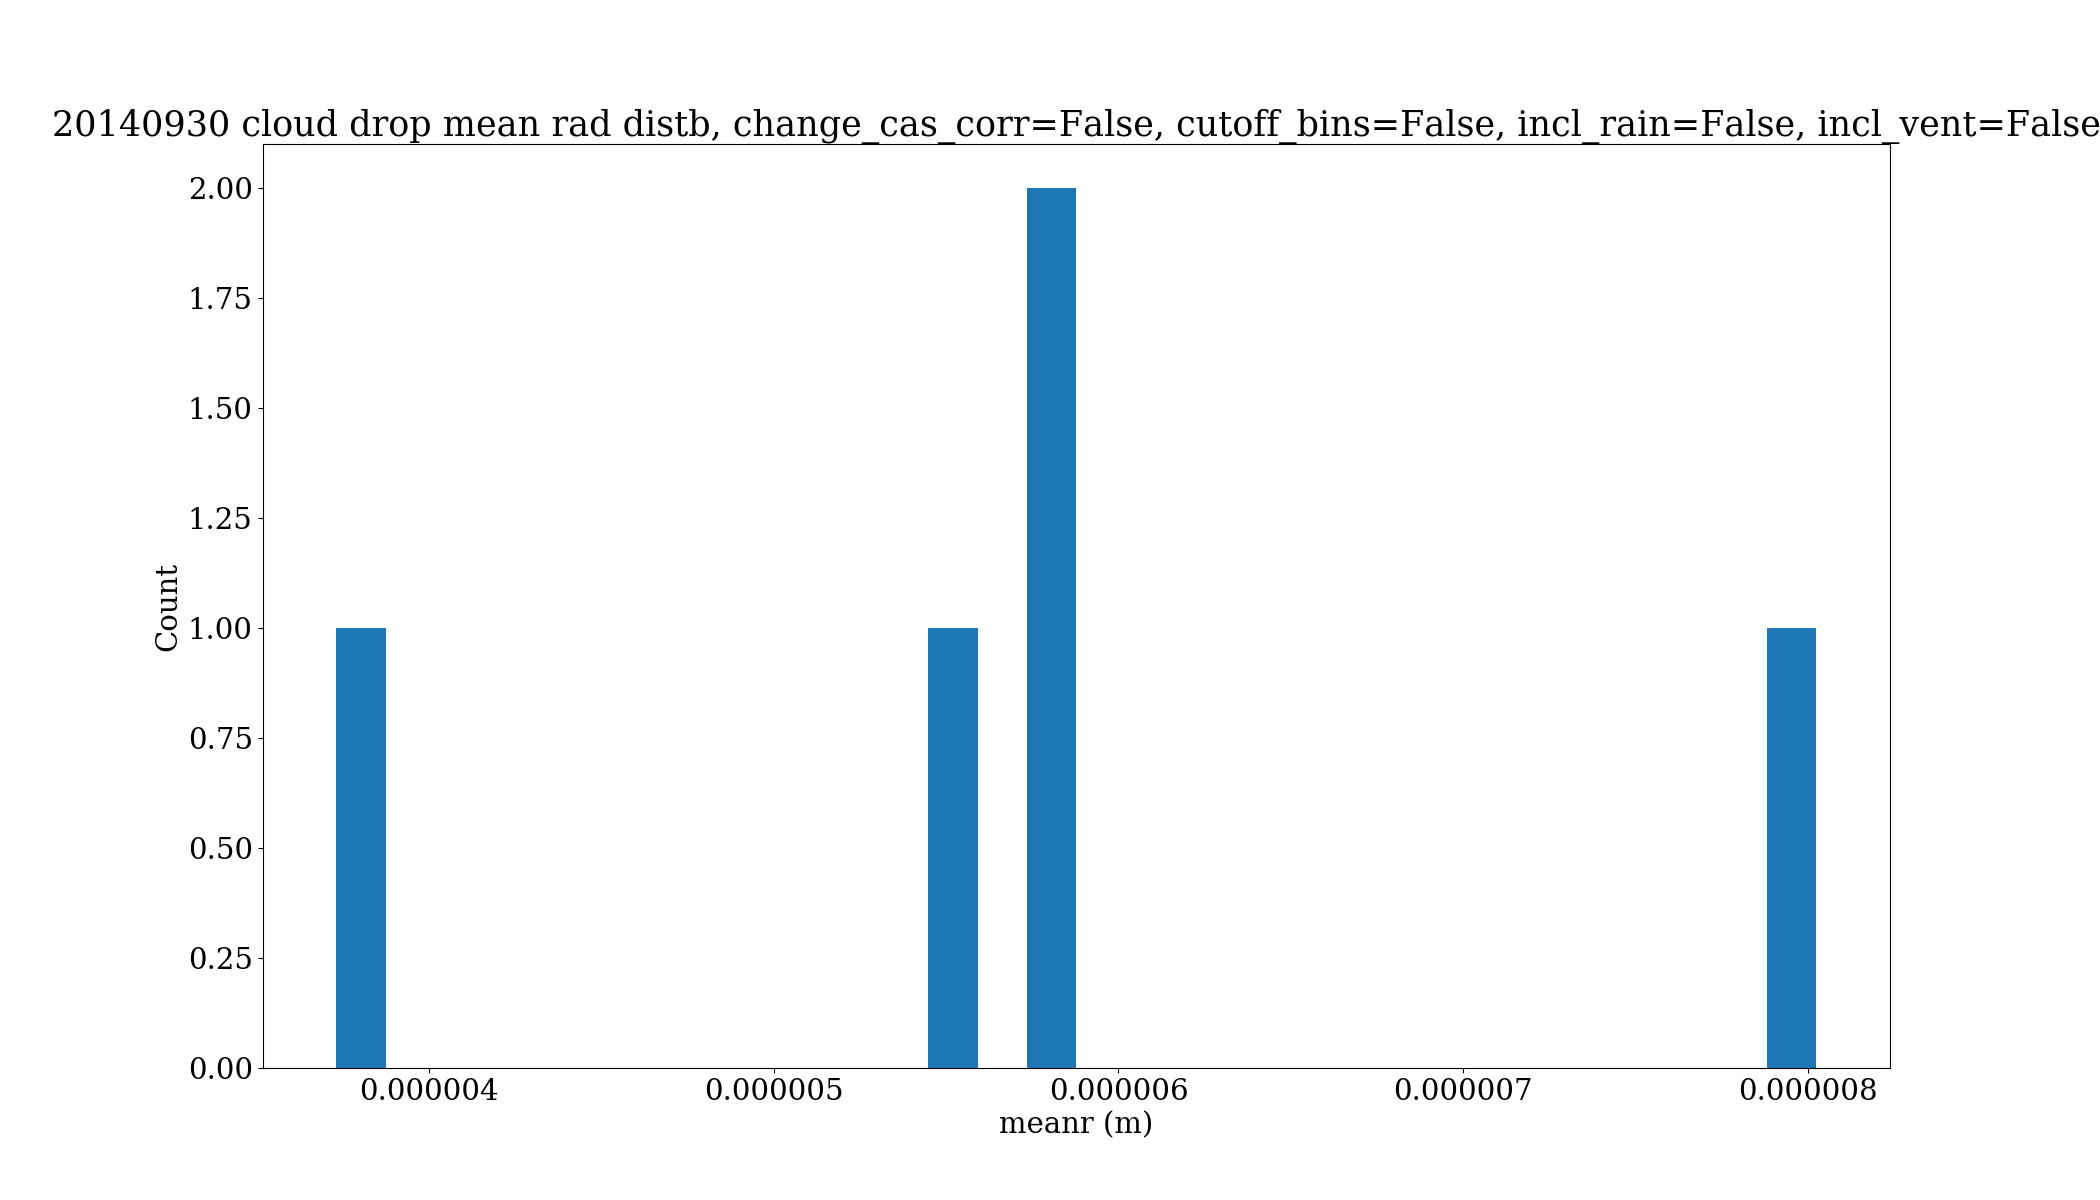 20140930 cloud drop mean rad distb, change_cas_corr=False, cutoff_bins=False, incl_rain=False, incl_vent=False
2.00
1.75
1.50
1.25
1.00
0.75
0.50
0.25
0.00
Count
0.000004 0.000005 0.000006 0.000007 0.000008
meanr (m)